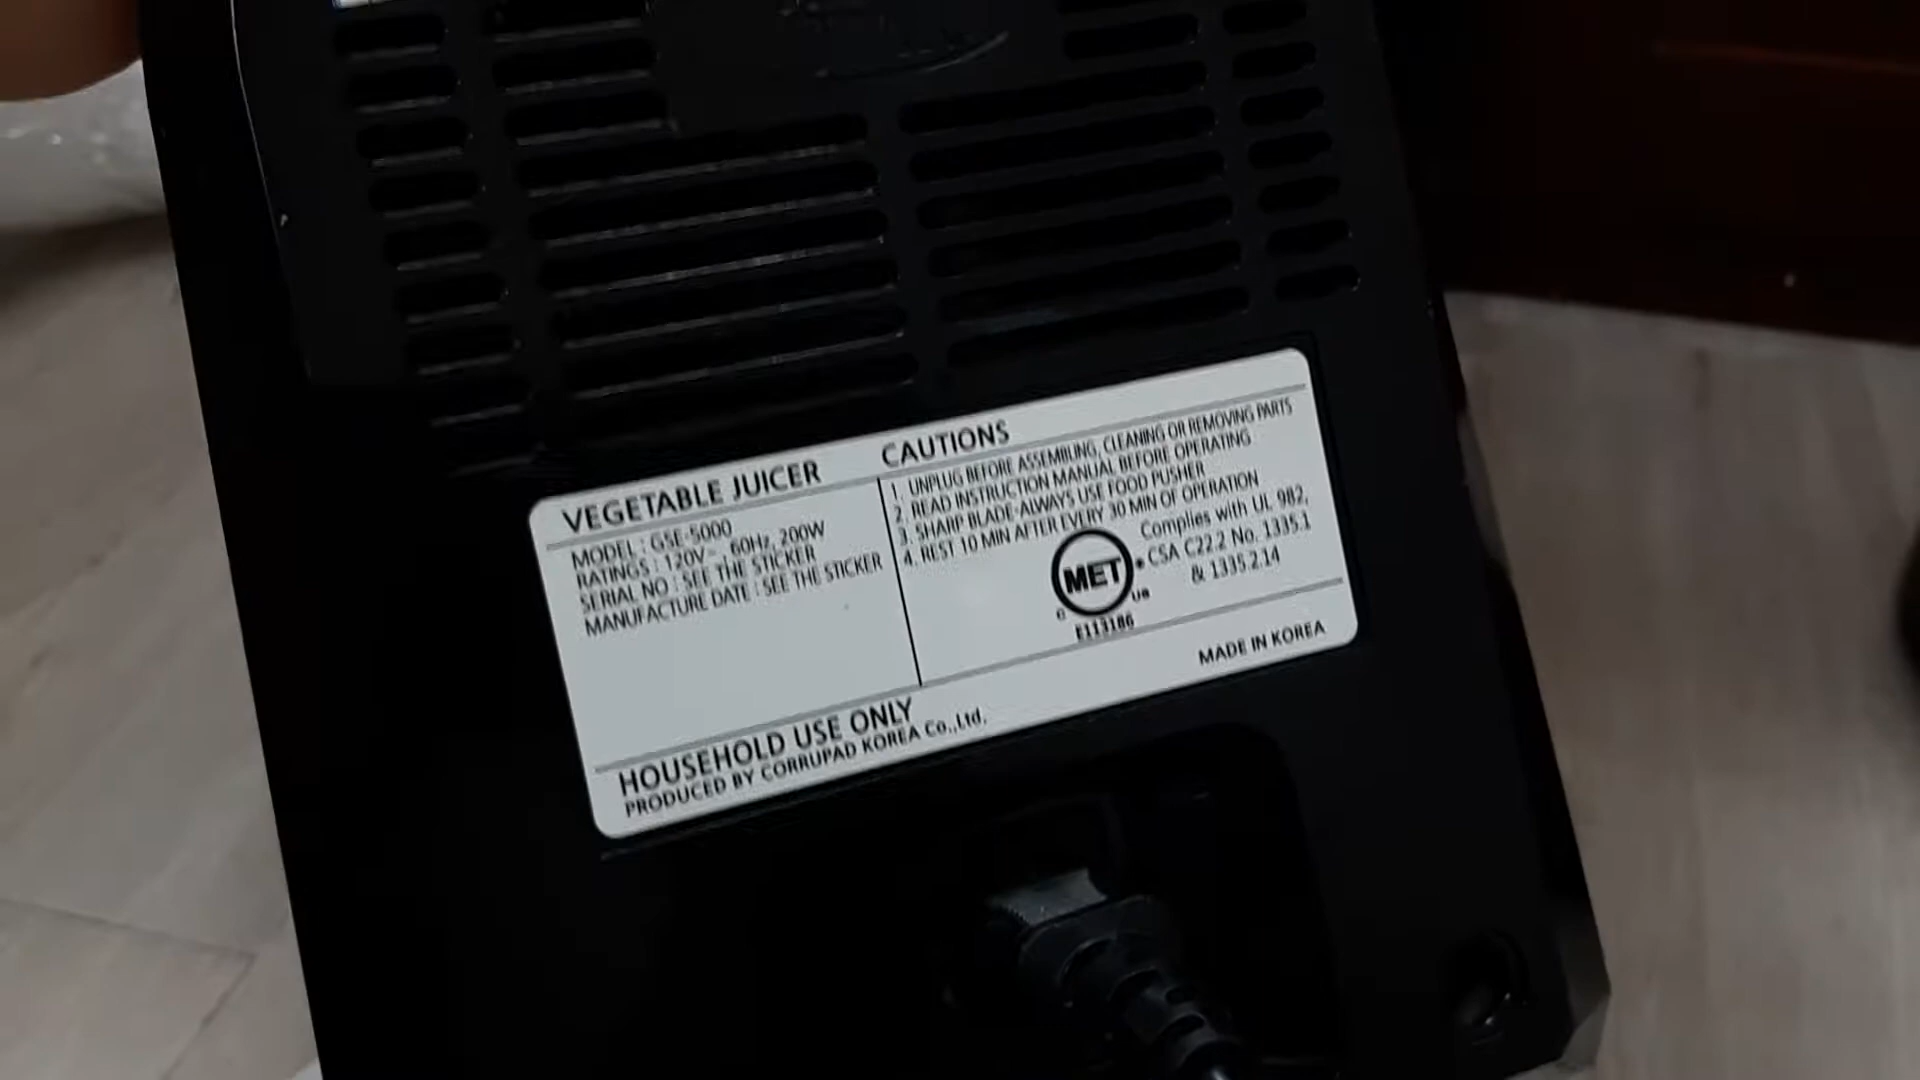 VEGETABLE JUICER
MODEL : GSE-5000
RATINGS : 120V~, 60Hz, 200W
SERIAL NO : SEE THE STICKER
MANUFACTURE DATE : SEE THE STICKER
CAUTIONS
1. UNPLUG BEFORE ASSEMBLING, CLEANING OR REMOVING PARTS
2. READ INSTRUCTION MANUAL BEFORE OPERATING
3. SHARP BLADE-ALWAYS USE FOOD PUSHER
4. REST 10 MIN AFTER EVERY 30 MIN OF OPERATION
MET
c us
E113186
Complies with UL 982,
CSA C22.2 No. 1335.1
& 1335.2.14
HOUSEHOLD USE ONLY
PRODUCED BY CORRUPAD KOREA Co.,Ltd.
MADE IN KOREA